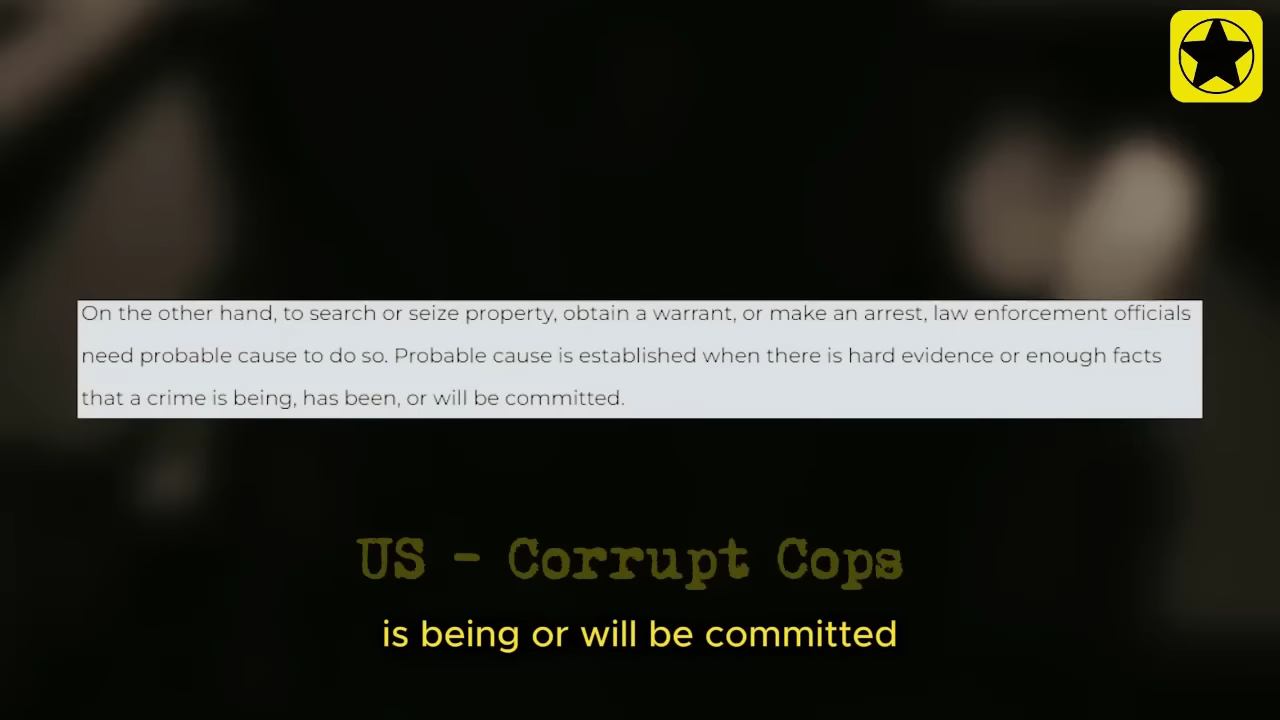 On the other hand, to search or seize property, obtain a warrant, or make an arrest, law enforcement officials
need probable cause to do so. Probable cause is established when there is hard evidence or enough facts
that a crime is being, has been, or will be committed.
US - Corrupt Cops
is being or will be committed